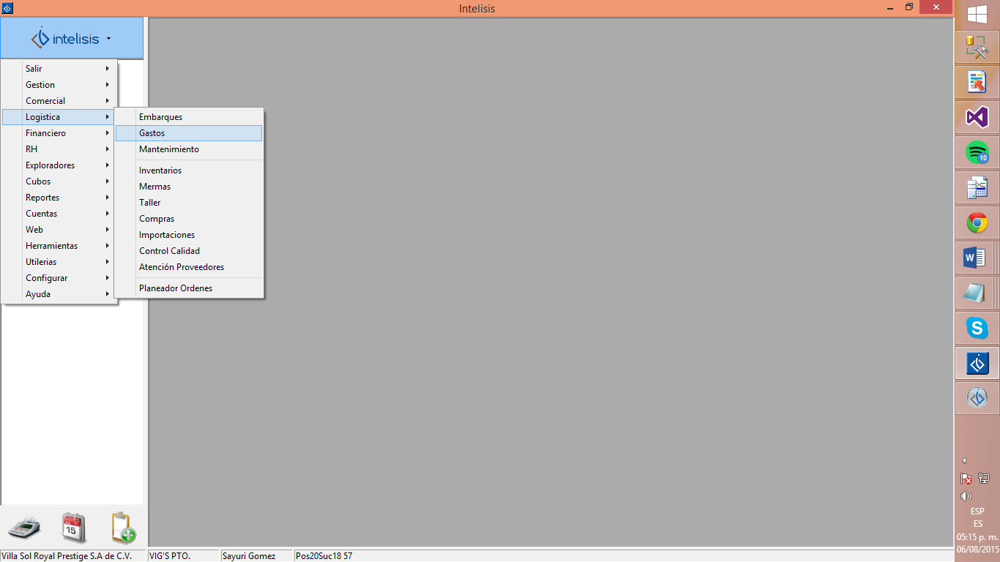 Intelisis
intelisis
Salir
Gestion
Comercial
Logistica
Financiero
RH
Exploradores
Cubos
Reportes
Cuentas
Web
Herramientas
Utilerias
Configurar
Ayuda
Embarques
Gastos
Mantenimiento
Inventarios
Mermas
Taller
Compras
Importaciones
Control Calidad
Atención Proveedores
Planeador Ordenes
15
Villa Sol Royal Prestige S.A de C.V.
VIG'S PTO.
Sayuri Gomez
Pos20Suc18 57
10
W
S
ESP
ES
05:15 p. m.
06/08/2015